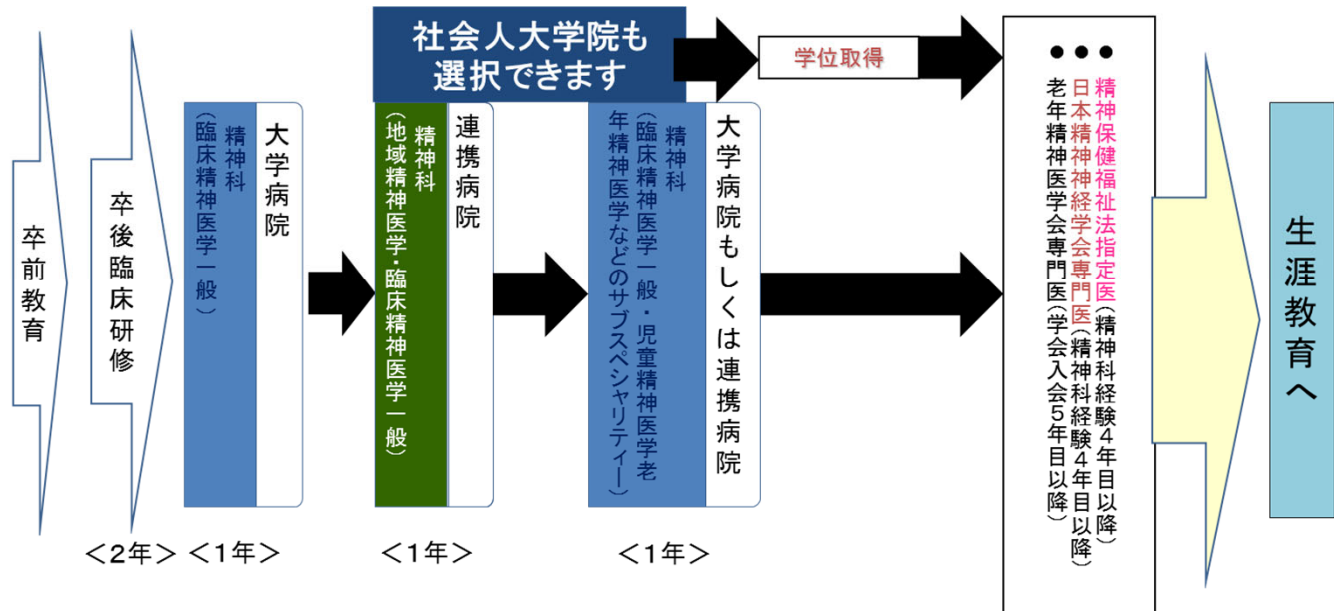 社会人大学院も
選択できます
学位取得
卒前教育
卒後臨床研修
大学病院
精神科
(臨床精神医学一般)
連携病院
精神科
(地域精神医学・臨床精神医学一般)
大学病院もしくは連携病院
精神科
(臨床精神医学一般・児童精神医学老
年精神医学などのサブスペシャリティー)
●精神保健福祉法指定医(精神科経験4年目以降)
●日本精神神経学会専門医(精神科経験4年目以降)
●老年精神医学会専門医(学会入会5年目以降)
生涯教育へ
<2年>
<1年>
<1年>
<1年>